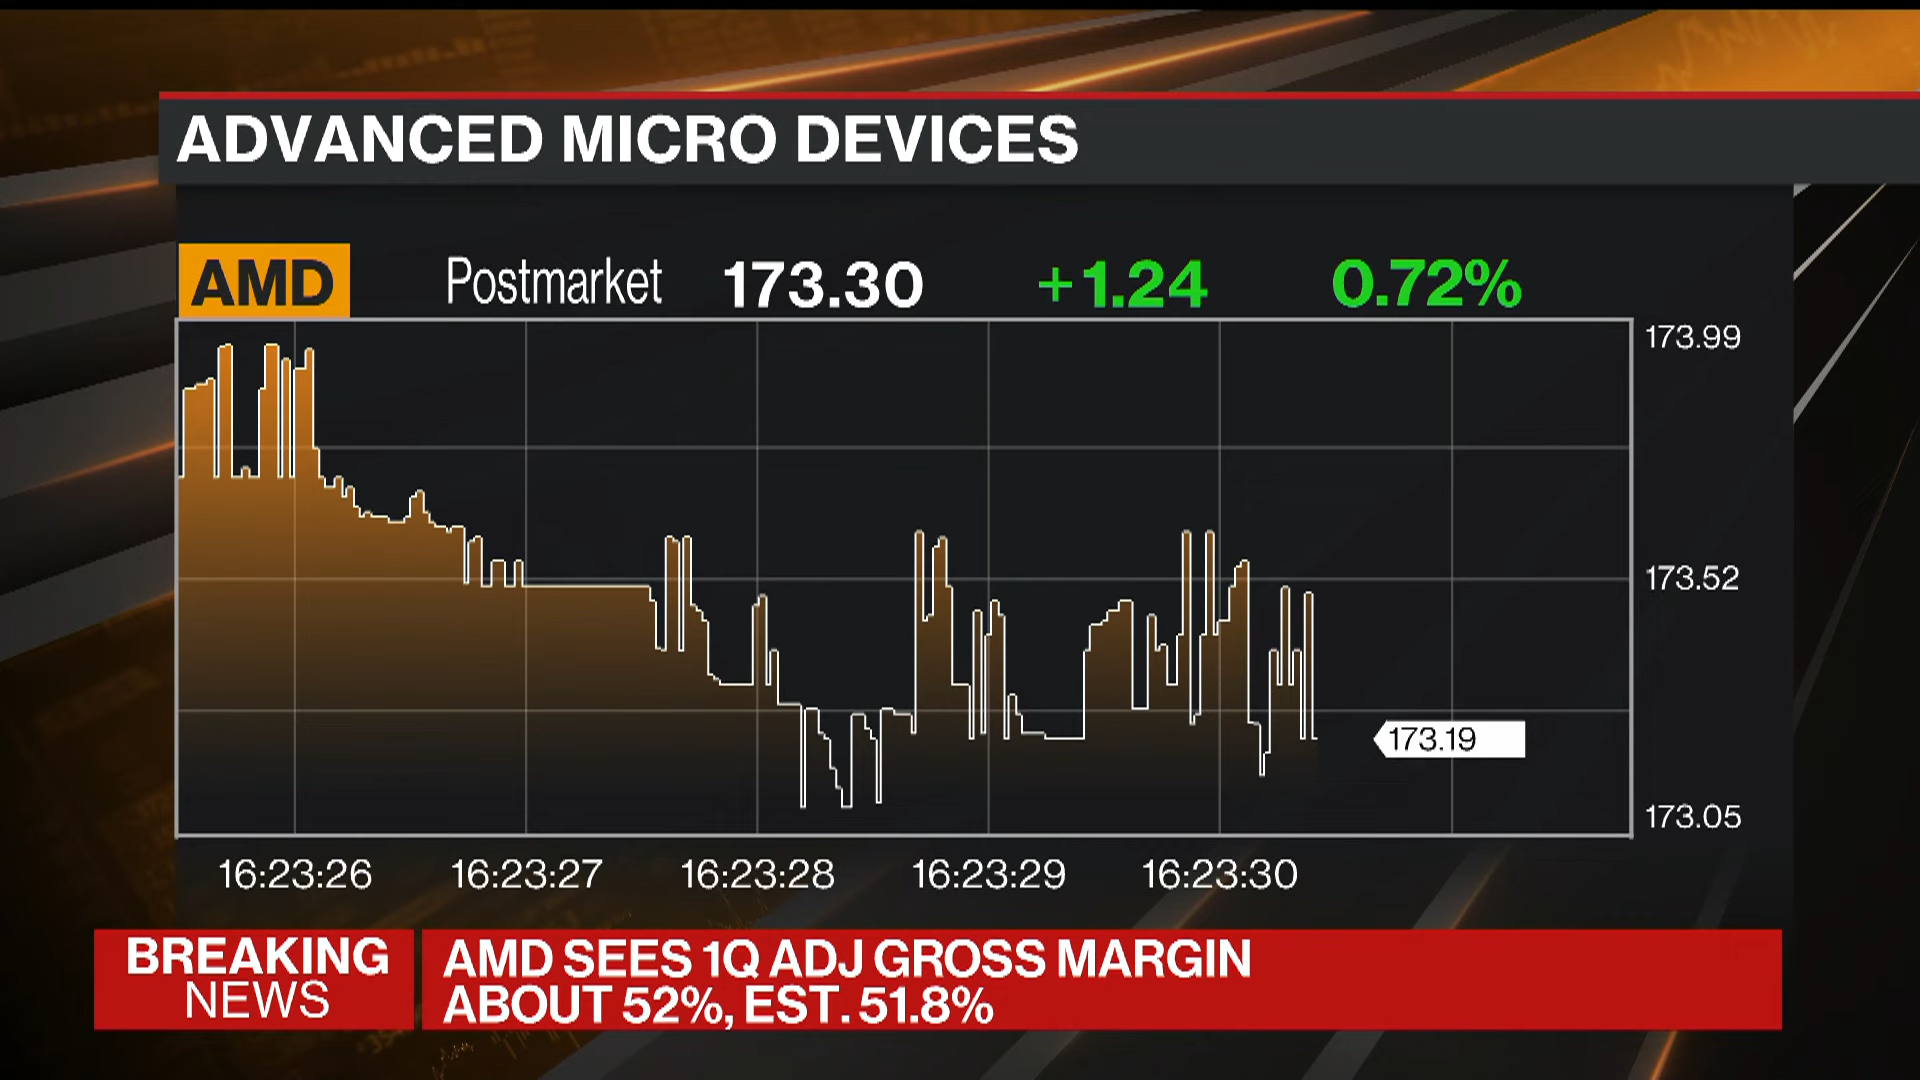 ADVANCED MICRO DEVICES
AMD Postmarket 173.30 +1.24 0.72%
173.99
173.52
173.19
173.05
16:23:26 16:23:27 16:23:28 16:23:29 16:23:30
BREAKING
NEWS
AMD SEES 1Q ADJ GROSS MARGIN
ABOUT 52%, EST. 51.8%